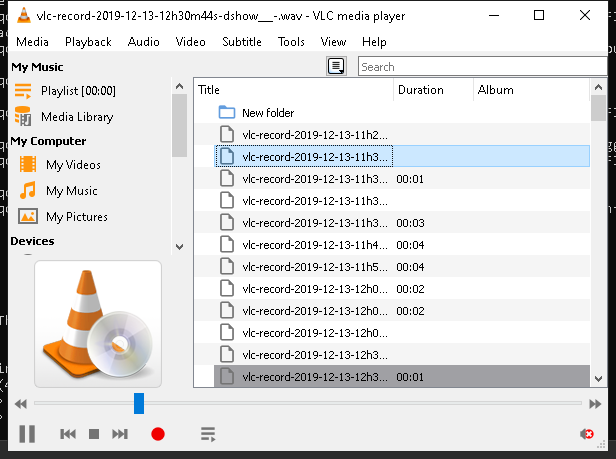 vlc-record-2019-12-13-12h30m44s-dshow___-.wav - VLC media player
Media Playback Audio Video Subtitle Tools View Help
My Music
Playlist [00:00]
Media Library
My Computer
My Videos
My Music
My Pictures
Devices
Search
Title Duration Album
New folder
vlc-record-2019-12-13-11h2...
vlc-record-2019-12-13-11h3...
vlc-record-2019-12-13-11h3... 00:01
vlc-record-2019-12-13-11h3...
vlc-record-2019-12-13-11h3... 00:03
vlc-record-2019-12-13-11h4... 00:04
vlc-record-2019-12-13-11h5... 00:04
vlc-record-2019-12-13-12h0... 00:02
vlc-record-2019-12-13-12h0... 00:02
vlc-record-2019-12-13-12h0...
vlc-record-2019-12-13-12h3...
vlc-record-2019-12-13-12h3... 00:01